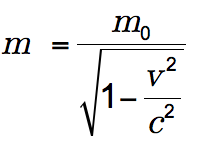 m = m₀ / √(1 − v²/c²)